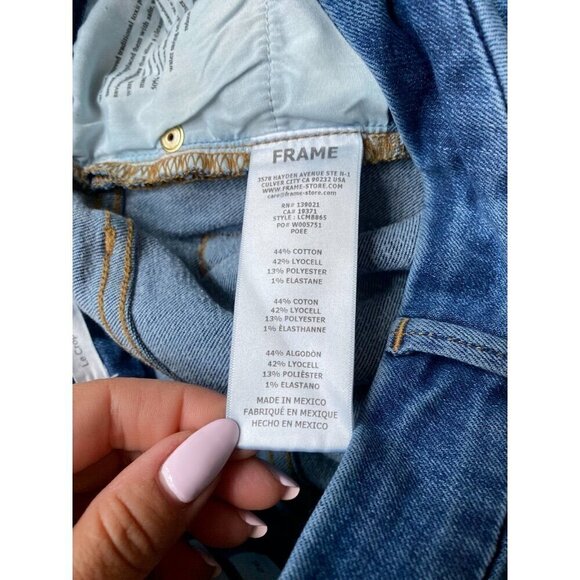 FRAME
3578 HAYDEN AVENUE STE N-1
CULVER CITY CA 90232 USA
WWW.FRAME-STORE.COM
care@frame-store.com
RN# 139021
CA# 19371
STYLE : LCM8865
PO# W005751
POEE
44% COTTON
42% LYOCELL
13% POLYESTER
1% ELASTANE
44% COTON
42% LYOCELL
13% POLYESTER
1% ÉLASTHANNE
44% ALGODÓN
42% LYOCELL
13% POLIÉSTER
1% ELASTANO
MADE IN MEXICO
FABRIQUÉ EN MEXIQUE
HECHO EN MEXICO
Le Crop